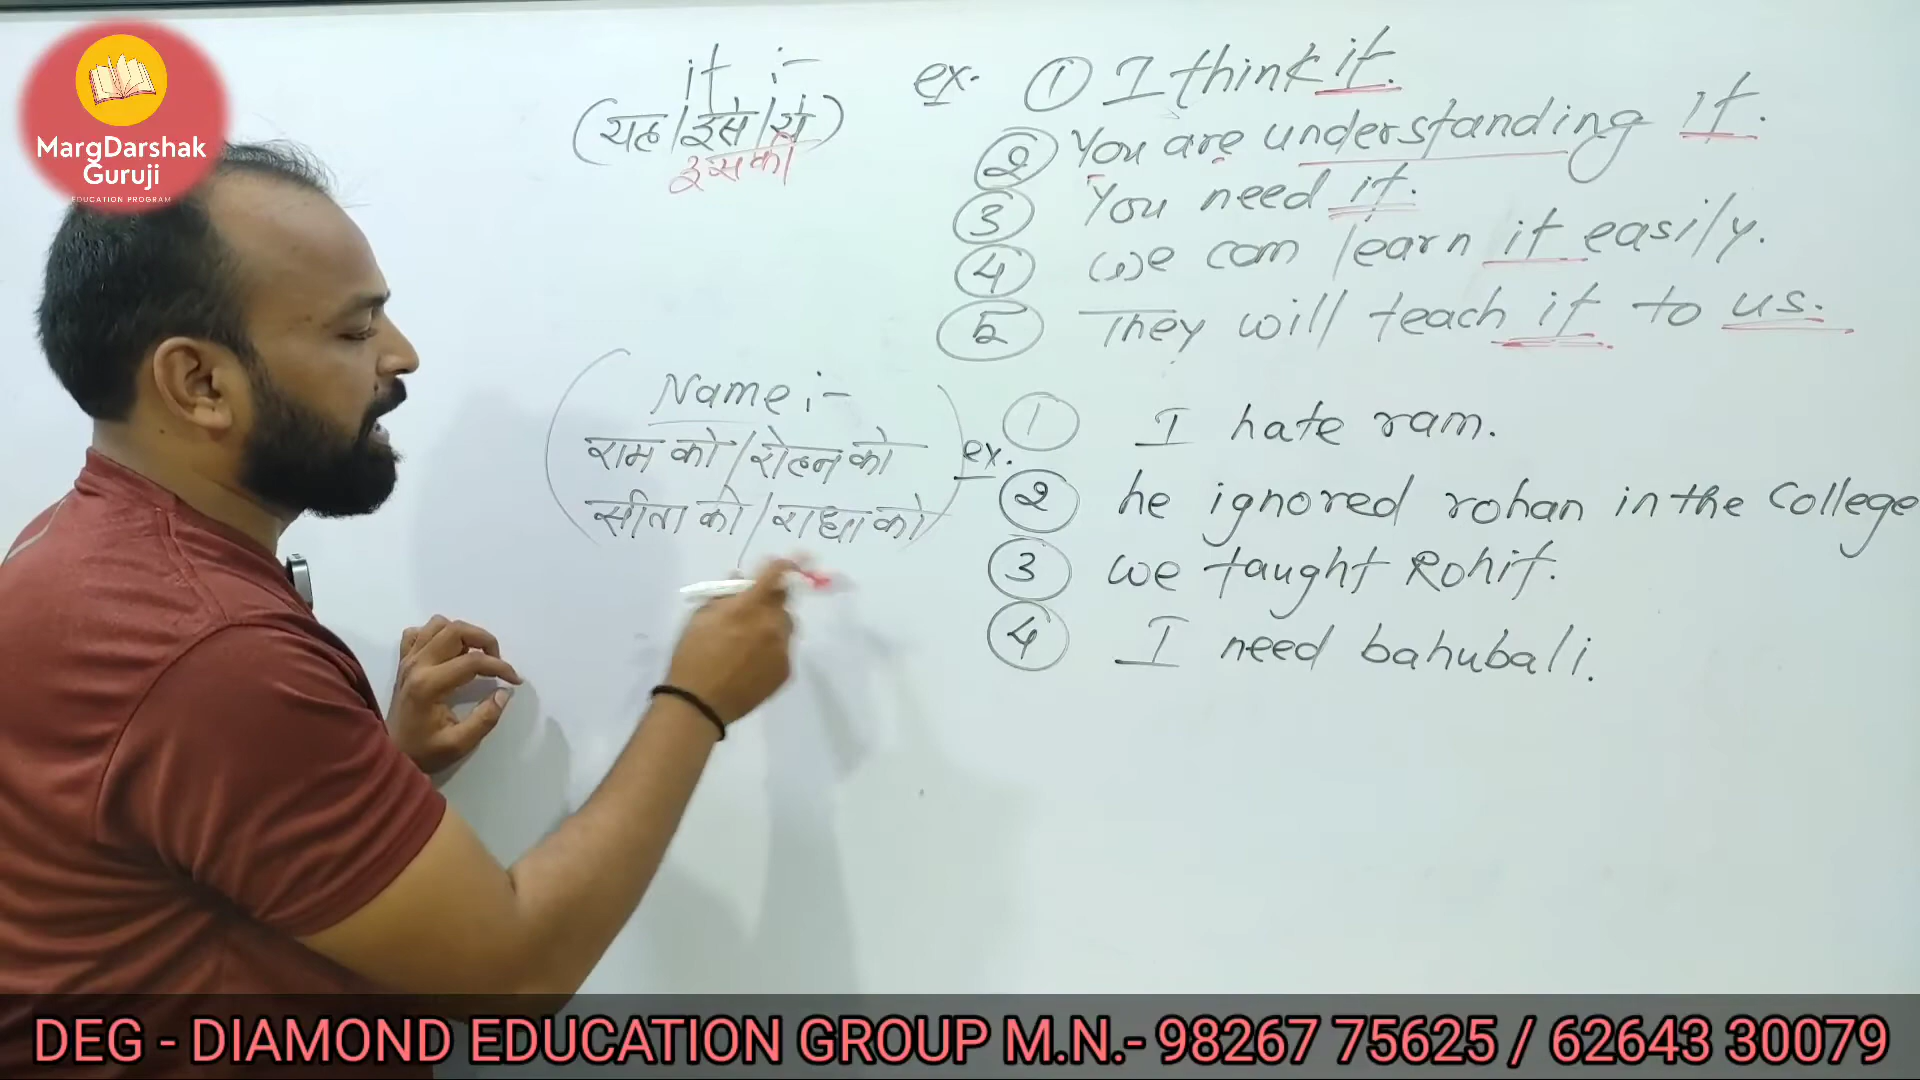 MargDarshak
Guruji
EDUCATION PROGRAM
it :-
(यह/इसे/ये)
इसको
ex. ① I think it.
② You are understanding It.
③ You need it.
④ we can learn it easily.
⑤ They will teach it to us.
Name :-
राम को/रोहन को
सीता को/राधा को
ex. ① I hate ram.
② he ignored rohan in the College
③ we taught Rohit.
④ I need bahubali.
DEG - DIAMOND EDUCATION GROUP M.N.- 98267 75625 / 62643 30079